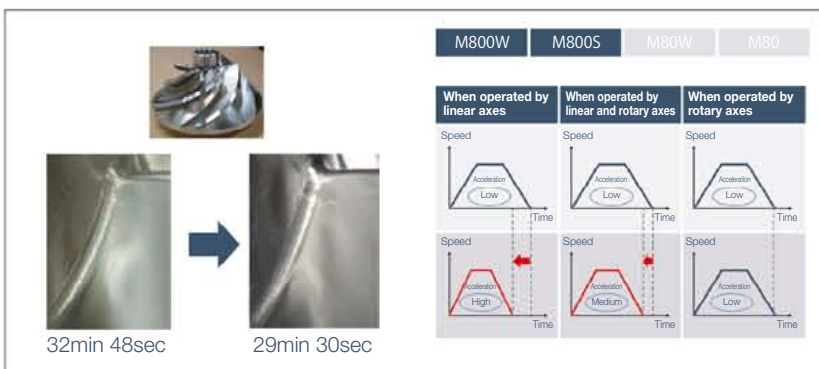 M800W M800S M80W M80
When operated by
linear axes
When operated by
linear and rotary axes
When operated by
rotary axes
Speed
Acceleration
Low
Time
Speed
Acceleration
Low
Time
Speed
Acceleration
Low
Time
Speed
Acceleration
High
Time
Speed
Acceleration
Medium
Time
Speed
Acceleration
Low
Time
32min 48sec
29min 30sec